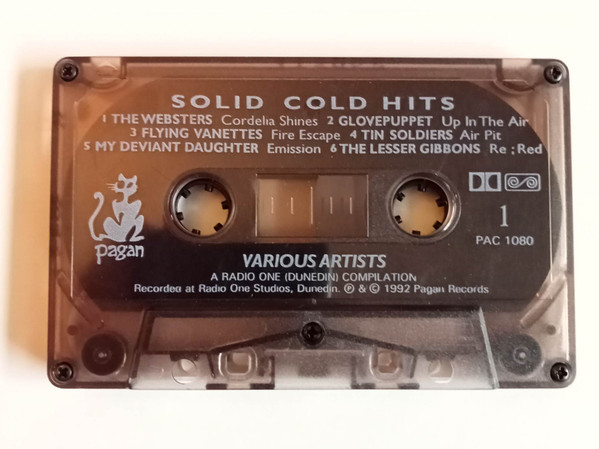 SOLID COLD HITS
1 THE WEBSTERS Cordelia Shines 2 GLOVEPUPPET Up In The Air
3 FLYING VANETTES Fire Escape 4 TIN SOLDIERS Air Pit
5 MY DEVIANT DAUGHTER Emission 6 THE LESSER GIBBONS Re ; Red
pagan
1
PAC 1080
VARIOUS ARTISTS
A RADIO ONE (DUNEDIN) COMPILATION
Recorded at Radio One Studios, Dunedin. ℗ & © 1992 Pagan Records